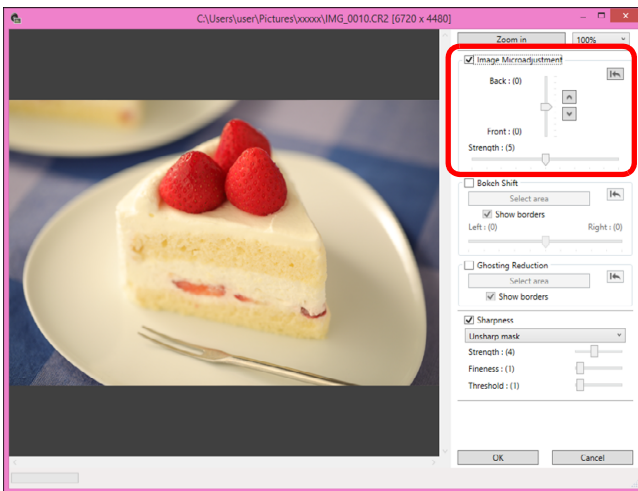 C:\Users\user\Pictures\xxxxx\IMG_0010.CR2 [6720 x 4480]
Zoom in 100%
Image Microadjustment
Back : (0)
Front : (0)
Strength : (5)
Bokeh Shift
Select area
Show borders
Left : (0) Right : (0)
Ghosting Reduction
Select area
Show borders
Sharpness
Unsharp mask
Strength : (4)
Fineness : (1)
Threshold : (1)
OK Cancel